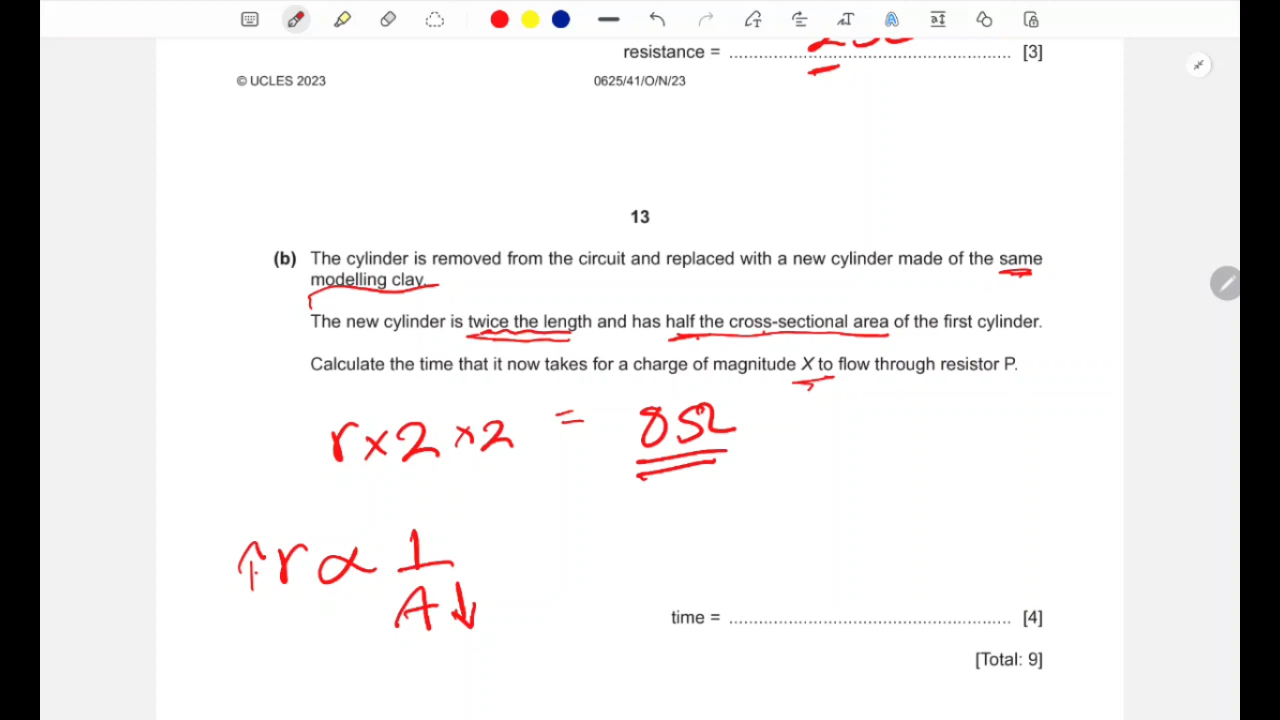 resistance = ........................................ [3]
© UCLES 2023
0625/41/O/N/23
13
(b) The cylinder is removed from the circuit and replaced with a new cylinder made of the same
modelling clay.
The new cylinder is twice the length and has half the cross-sectional area of the first cylinder.
Calculate the time that it now takes for a charge of magnitude X to flow through resistor P.
r × 2 × 2 = 8Ω
↑r ∝ 1/A↓
time = ........................................ [4]
[Total: 9]